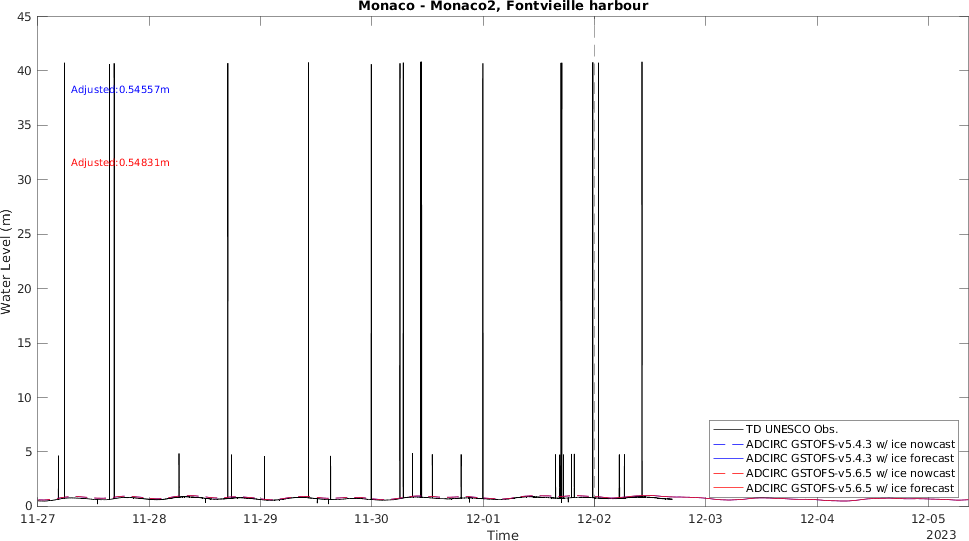 Monaco - Monaco2, Fontvieille harbour
45
40
35
30
25
20
15
10
5
0
Water Level (m)
Adjusted:0.54557m
Adjusted:0.54831m
TD UNESCO Obs.
ADCIRC GSTOFS-v5.4.3 w/ ice nowcast
ADCIRC GSTOFS-v5.4.3 w/ ice forecast
ADCIRC GSTOFS-v5.6.5 w/ ice nowcast
ADCIRC GSTOFS-v5.6.5 w/ ice forecast
11-27 11-28 11-29 11-30 12-01 12-02 12-03 12-04 12-05
Time
2023